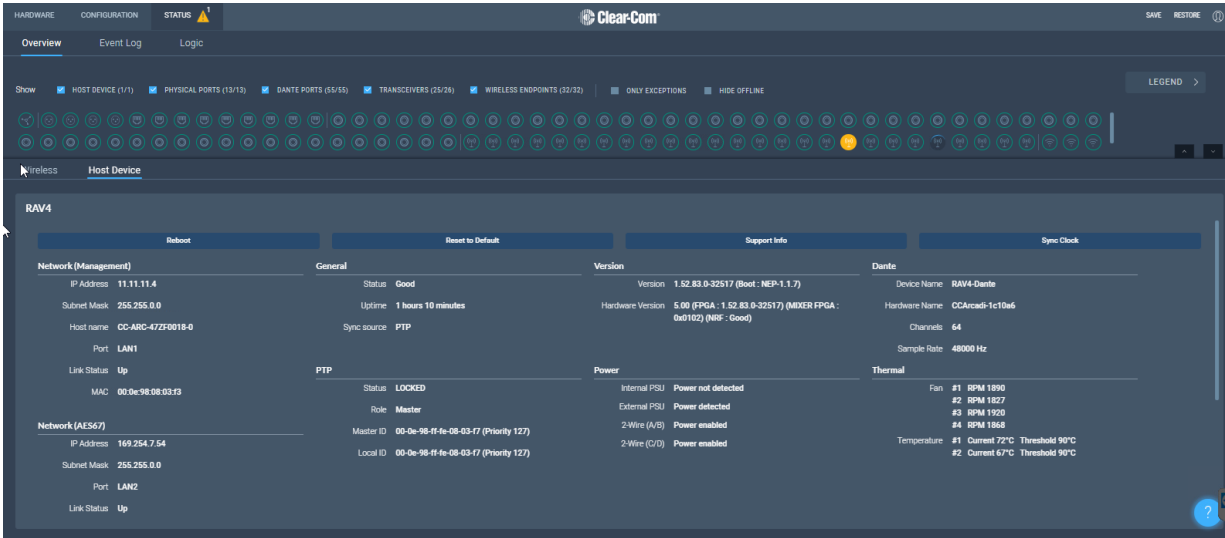 HARDWARE CONFIGURATION STATUS 1 Clear-Com SAVE RESTORE
Overview Event Log Logic
LEGEND
Show HOST DEVICE (1/1) PHYSICAL PORTS (13/13) DANTE PORTS (55/55) TRANSCEIVERS (25/26) WIRELESS ENDPOINTS (32/32) ONLY EXCEPTIONS HIDE OFFLINE
Wireless Host Device
RAV4
Reboot Reset to Default Support Info Sync Clock
Network (Management) General Version Dante
IP Address 11.11.11.4 Status Good Version 1.52.83.0-32517 (Boot : NEP-1.1.7) Device Name RAV4-Dante
Subnet Mask 255.255.0.0 Uptime 1 hours 10 minutes Hardware Version 5.00 (FPGA : 1.52.83.0-32517) (MIXER FPGA : Hardware Name CCArcadi-1c10a6
0x0102) (NRF : Good)
Host name CC-ARC-47ZF0018-0 Sync source PTP Channels 64
Port LAN1 Sample Rate 48000 Hz
Link Status Up PTP Power Thermal
MAC 00:0e:98:08:03:f3 Status LOCKED Internal PSU Power not detected Fan #1 RPM 1890
#2 RPM 1827
Role Master External PSU Power detected #3 RPM 1920
Network (AES67) Master ID 00-0e-98-ff-fe-08-03-f7 (Priority 127) 2-Wire (A/B) Power enabled #4 RPM 1868
IP Address 169.254.7.54 Local ID 00-0e-98-ff-fe-08-03-f7 (Priority 127) 2-Wire (C/D) Power enabled Temperature #1 Current 72°C Threshold 90°C
#2 Current 67°C Threshold 90°C
Subnet Mask 255.255.0.0
Port LAN2
Link Status Up
?